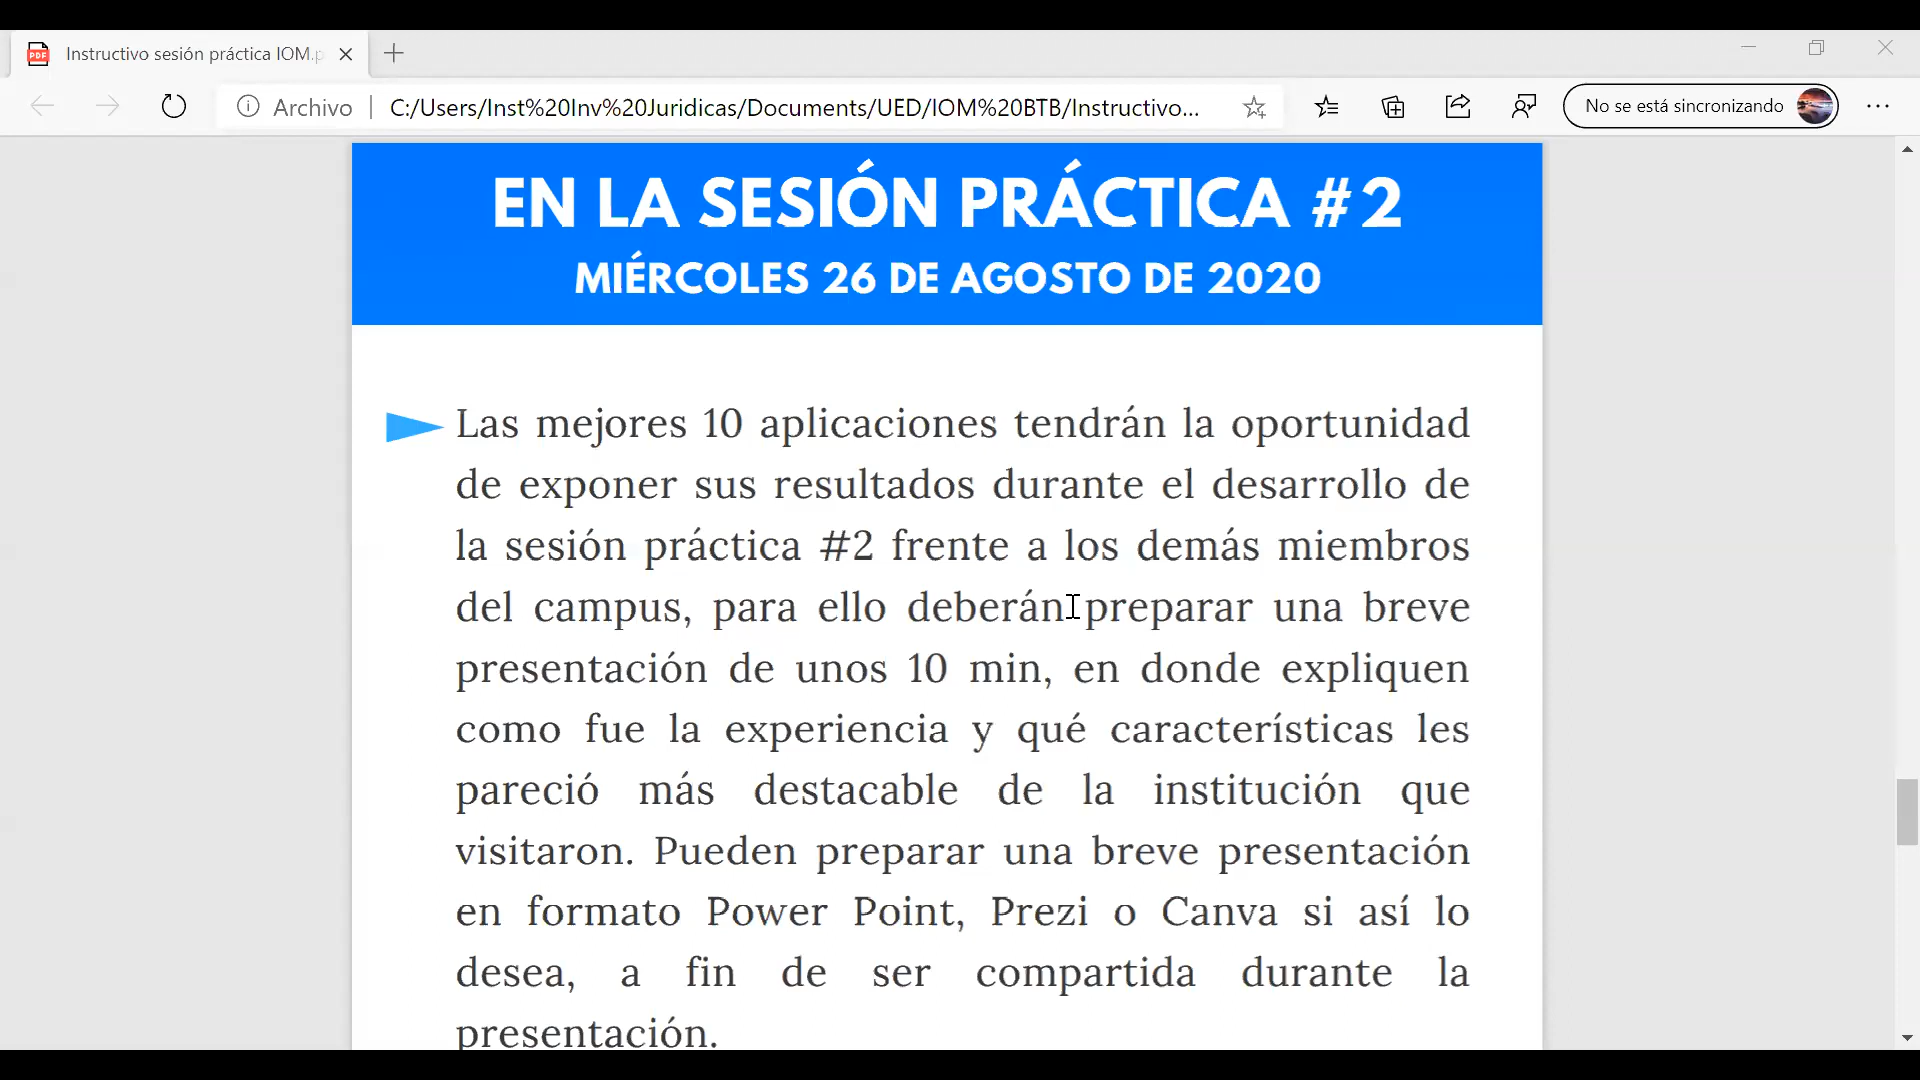 Instructivo sesión práctica IOM.p
Archivo
C:/Users/Inst%20Inv%20Juridicas/Documents/UED/IOM%20BTB/Instructivo...
No se está sincronizando
EN LA SESIÓN PRÁCTICA #2
MIÉRCOLES 26 DE AGOSTO DE 2020
Las mejores 10 aplicaciones tendrán la oportunidad
de exponer sus resultados durante el desarrollo de
la sesión práctica #2 frente a los demás miembros
del campus, para ello deberán preparar una breve
presentación de unos 10 min, en donde expliquen
como fue la experiencia y qué características les
pareció más destacable de la institución que
visitaron. Pueden preparar una breve presentación
en formato Power Point, Prezi o Canva si así lo
desea, a fin de ser compartida durante la
presentación.